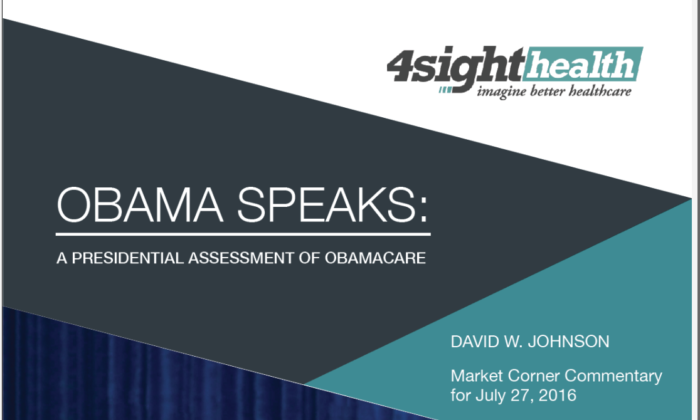 4sighthealth
imagine better healthcare
OBAMA SPEAKS:
A PRESIDENTIAL ASSESSMENT OF OBAMACARE
DAVID W. JOHNSON
Market Corner Commentary
for July 27, 2016